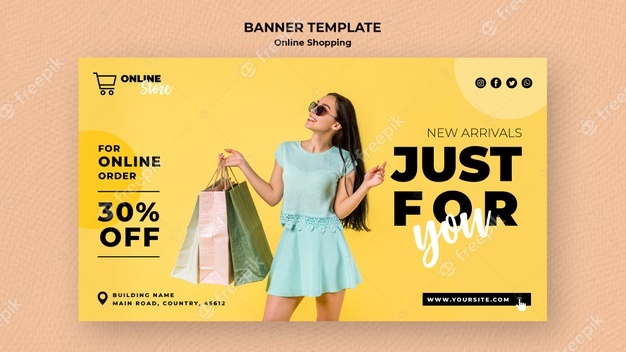 BANNER TEMPLATE
Online Shopping
ONLINE
Store
FOR
ONLINE
ORDER
30%
OFF
NEW ARRIVALS
JUST
FOR
you
BUILDING NAME
MAIN ROAD, COUNTRY, 45612
WWW.YOURSITE.COM
freepik